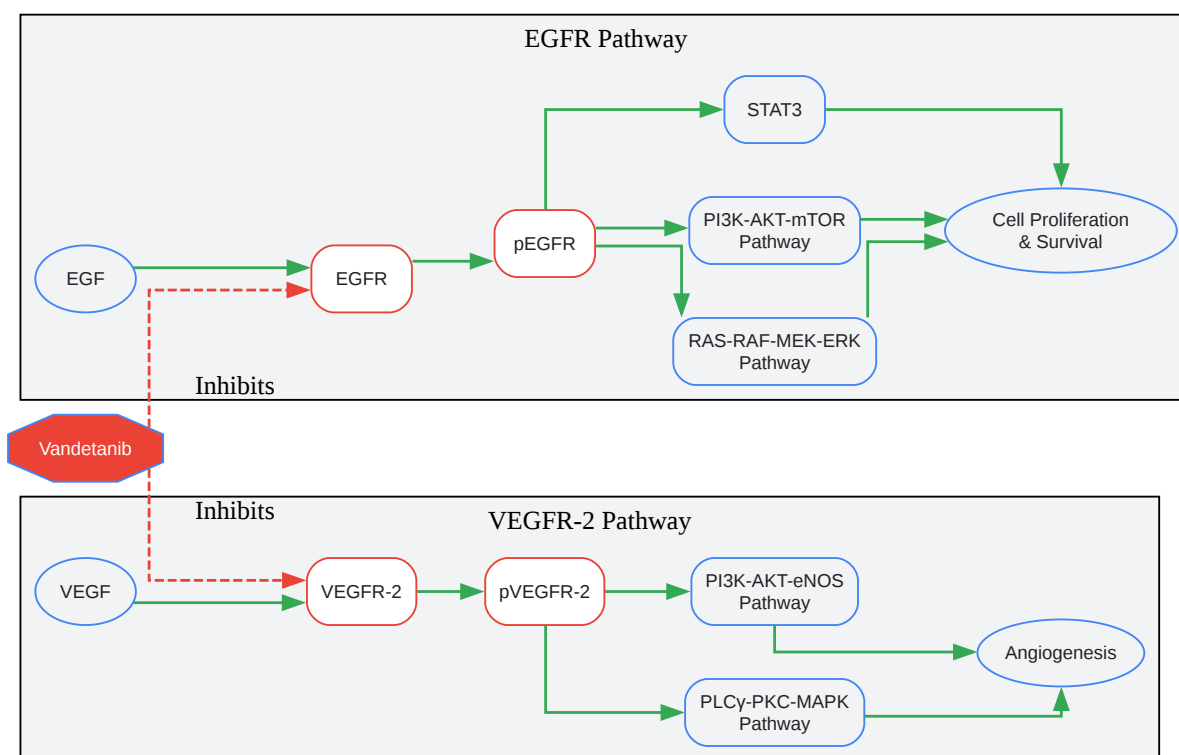 EGFR Pathway
STAT3
PI3K-AKT-mTOR
Pathway
Cell Proliferation
& Survival
pEGFR
EGF
EGFR
RAS-RAF-MEK-ERK
Pathway
Inhibits
Vandetanib
Inhibits
VEGFR-2 Pathway
VEGF
VEGFR-2
pVEGFR-2
PI3K-AKT-eNOS
Pathway
Angiogenesis
PLCγ-PKC-MAPK
Pathway